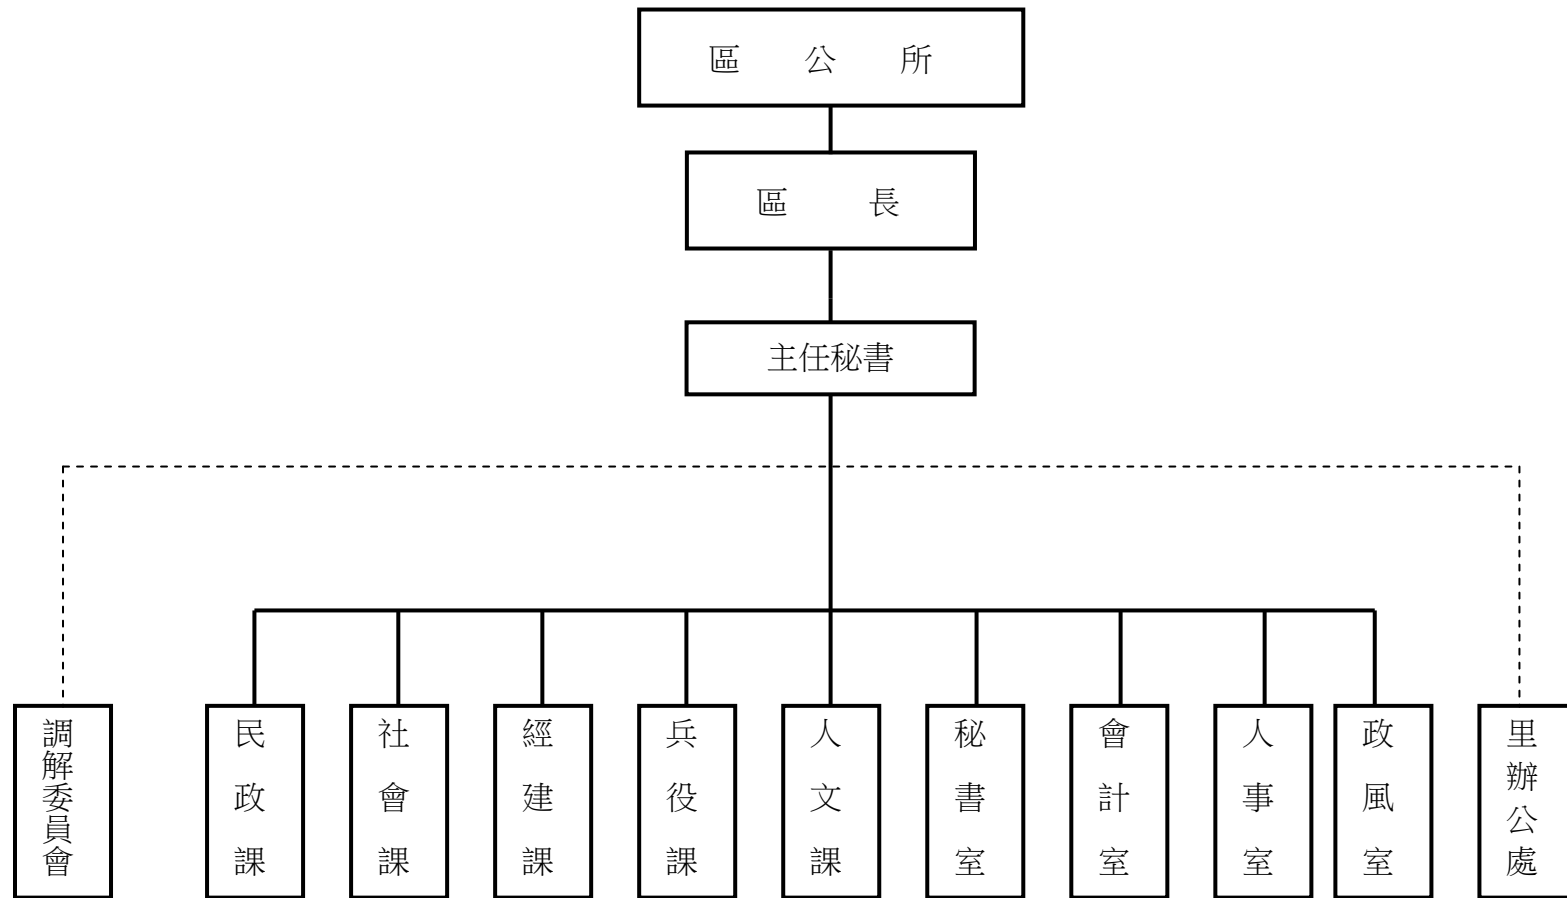 區公所
區長
主任秘書
調解委員會
民政課
社會課
經建課
兵役課
人文課
秘書室
會計室
人事室
政風室
里辦公處